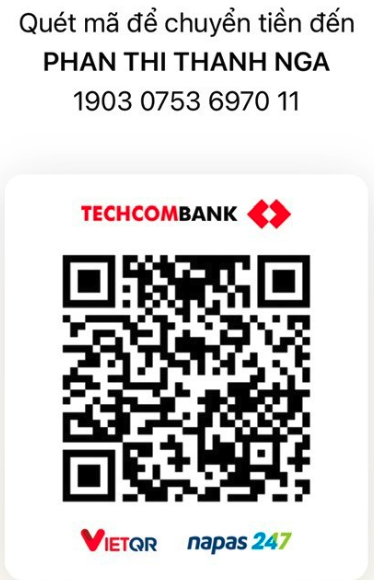 Quét mã để chuyển tiền đến
PHAN THI THANH NGA
1903 0753 6970 11
TECHCOMBANK
VIETQR napas 247